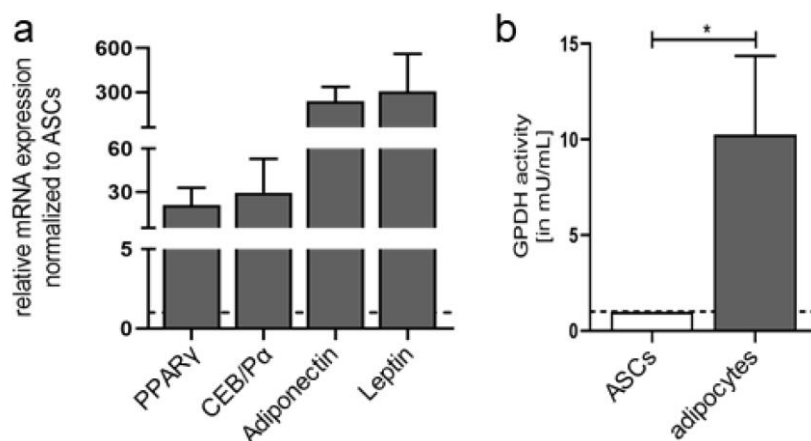 a
relative mRNA expression
normalized to ASCs
600
300
60
30
5
0
PPARγ
CEB/Pα
Adiponectin
Leptin
b
GPDH activity
[in mU/mL]
15
10
5
0
*
ASCs
adipocytes